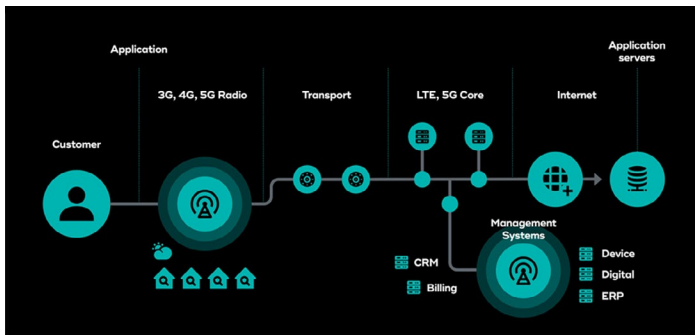 Application
Application
servers
3G, 4G, 5G Radio
Transport
LTE, 5G Core
Internet
Customer
Management
Systems
CRM
Billing
Device
Digital
ERP